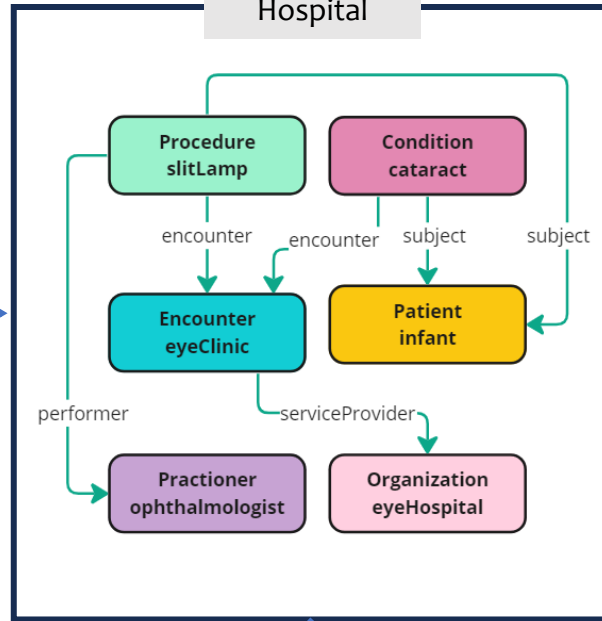 Hospital
Procedure
slitLamp
Condition
cataract
encounter
encounter
subject
subject
Encounter
eyeClinic
Patient
infant
performer
serviceProvider
Practioner
ophthalmologist
Organization
eyeHospital